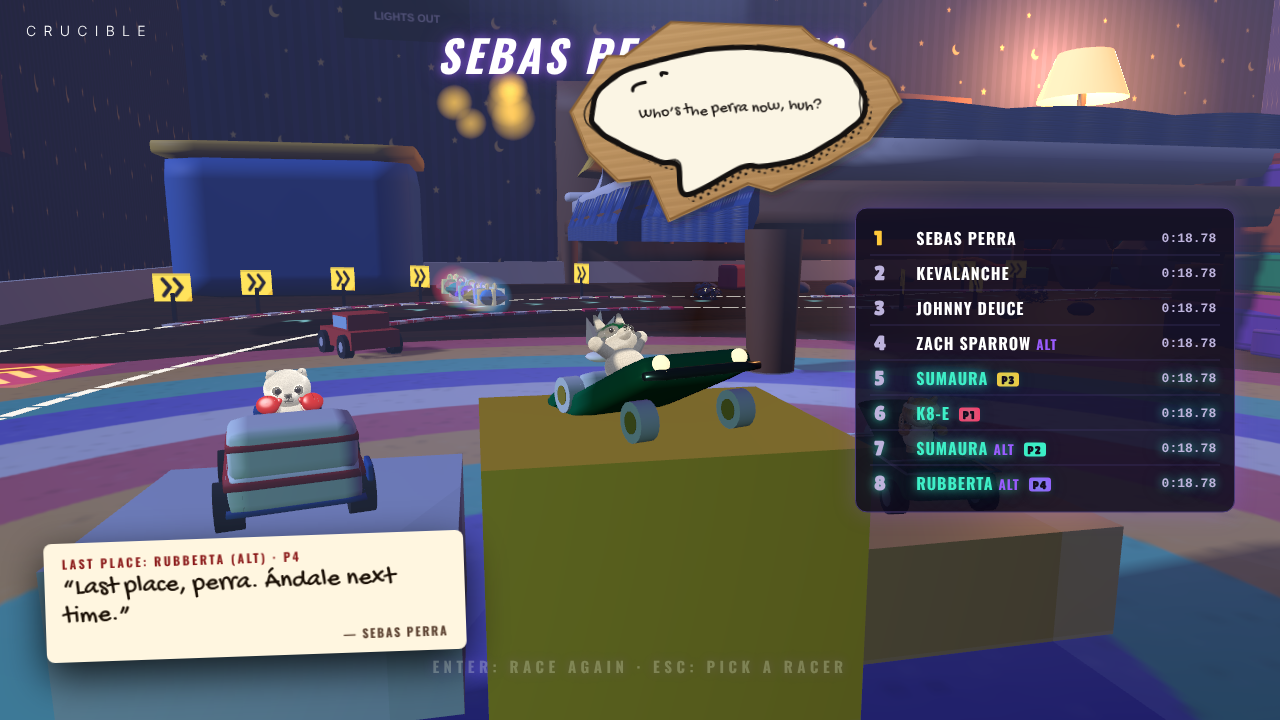 CRUCIBLE
LIGHTS OUT
SEBAS
who's the perra now, huh?
1 SEBAS PERRA 0:18.78
2 KEVALANCHE 0:18.78
3 JOHNNY DEUCE 0:18.78
4 ZACH SPARROW ALT 0:18.78
5 SUMAURA P3 0:18.78
6 K8-E P1 0:18.78
7 SUMAURA ALT P2 0:18.78
8 RUBBERTA ALT P4 0:18.78
LAST PLACE: RUBBERTA (ALT) · P4
“Last place, perra. Ándale next
time.”
— SEBAS PERRA
ENTER: RACE AGAIN · ESC: PICK A RACER